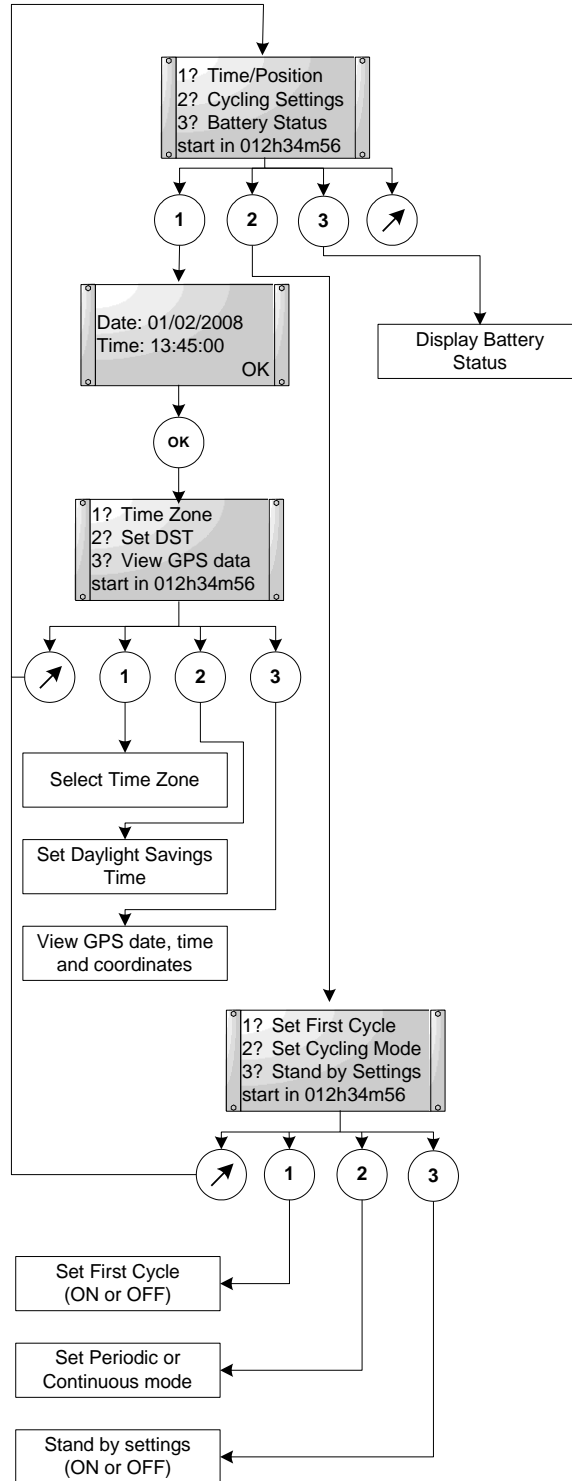 1? Time/Position
2? Cycling Settings
3? Battery Status
start in 012h34m56
1
2
3
Date: 01/02/2008
Time: 13:45:00
OK
Display Battery
Status
OK
1? Time Zone
2? Set DST
3? View GPS data
start in 012h34m56
1
2
3
Select Time Zone
Set Daylight Savings
Time
View GPS date, time
and coordinates
1? Set First Cycle
2? Set Cycling Mode
3? Stand by Settings
start in 012h34m56
1
2
3
Set First Cycle
(ON or OFF)
Set Periodic or
Continuous mode
Stand by settings
(ON or OFF)